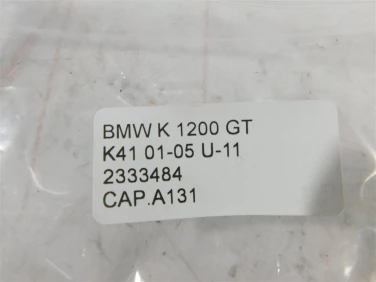 BMW K 1200 GT
K41 01-05 U-11
2333484
CAP.A131